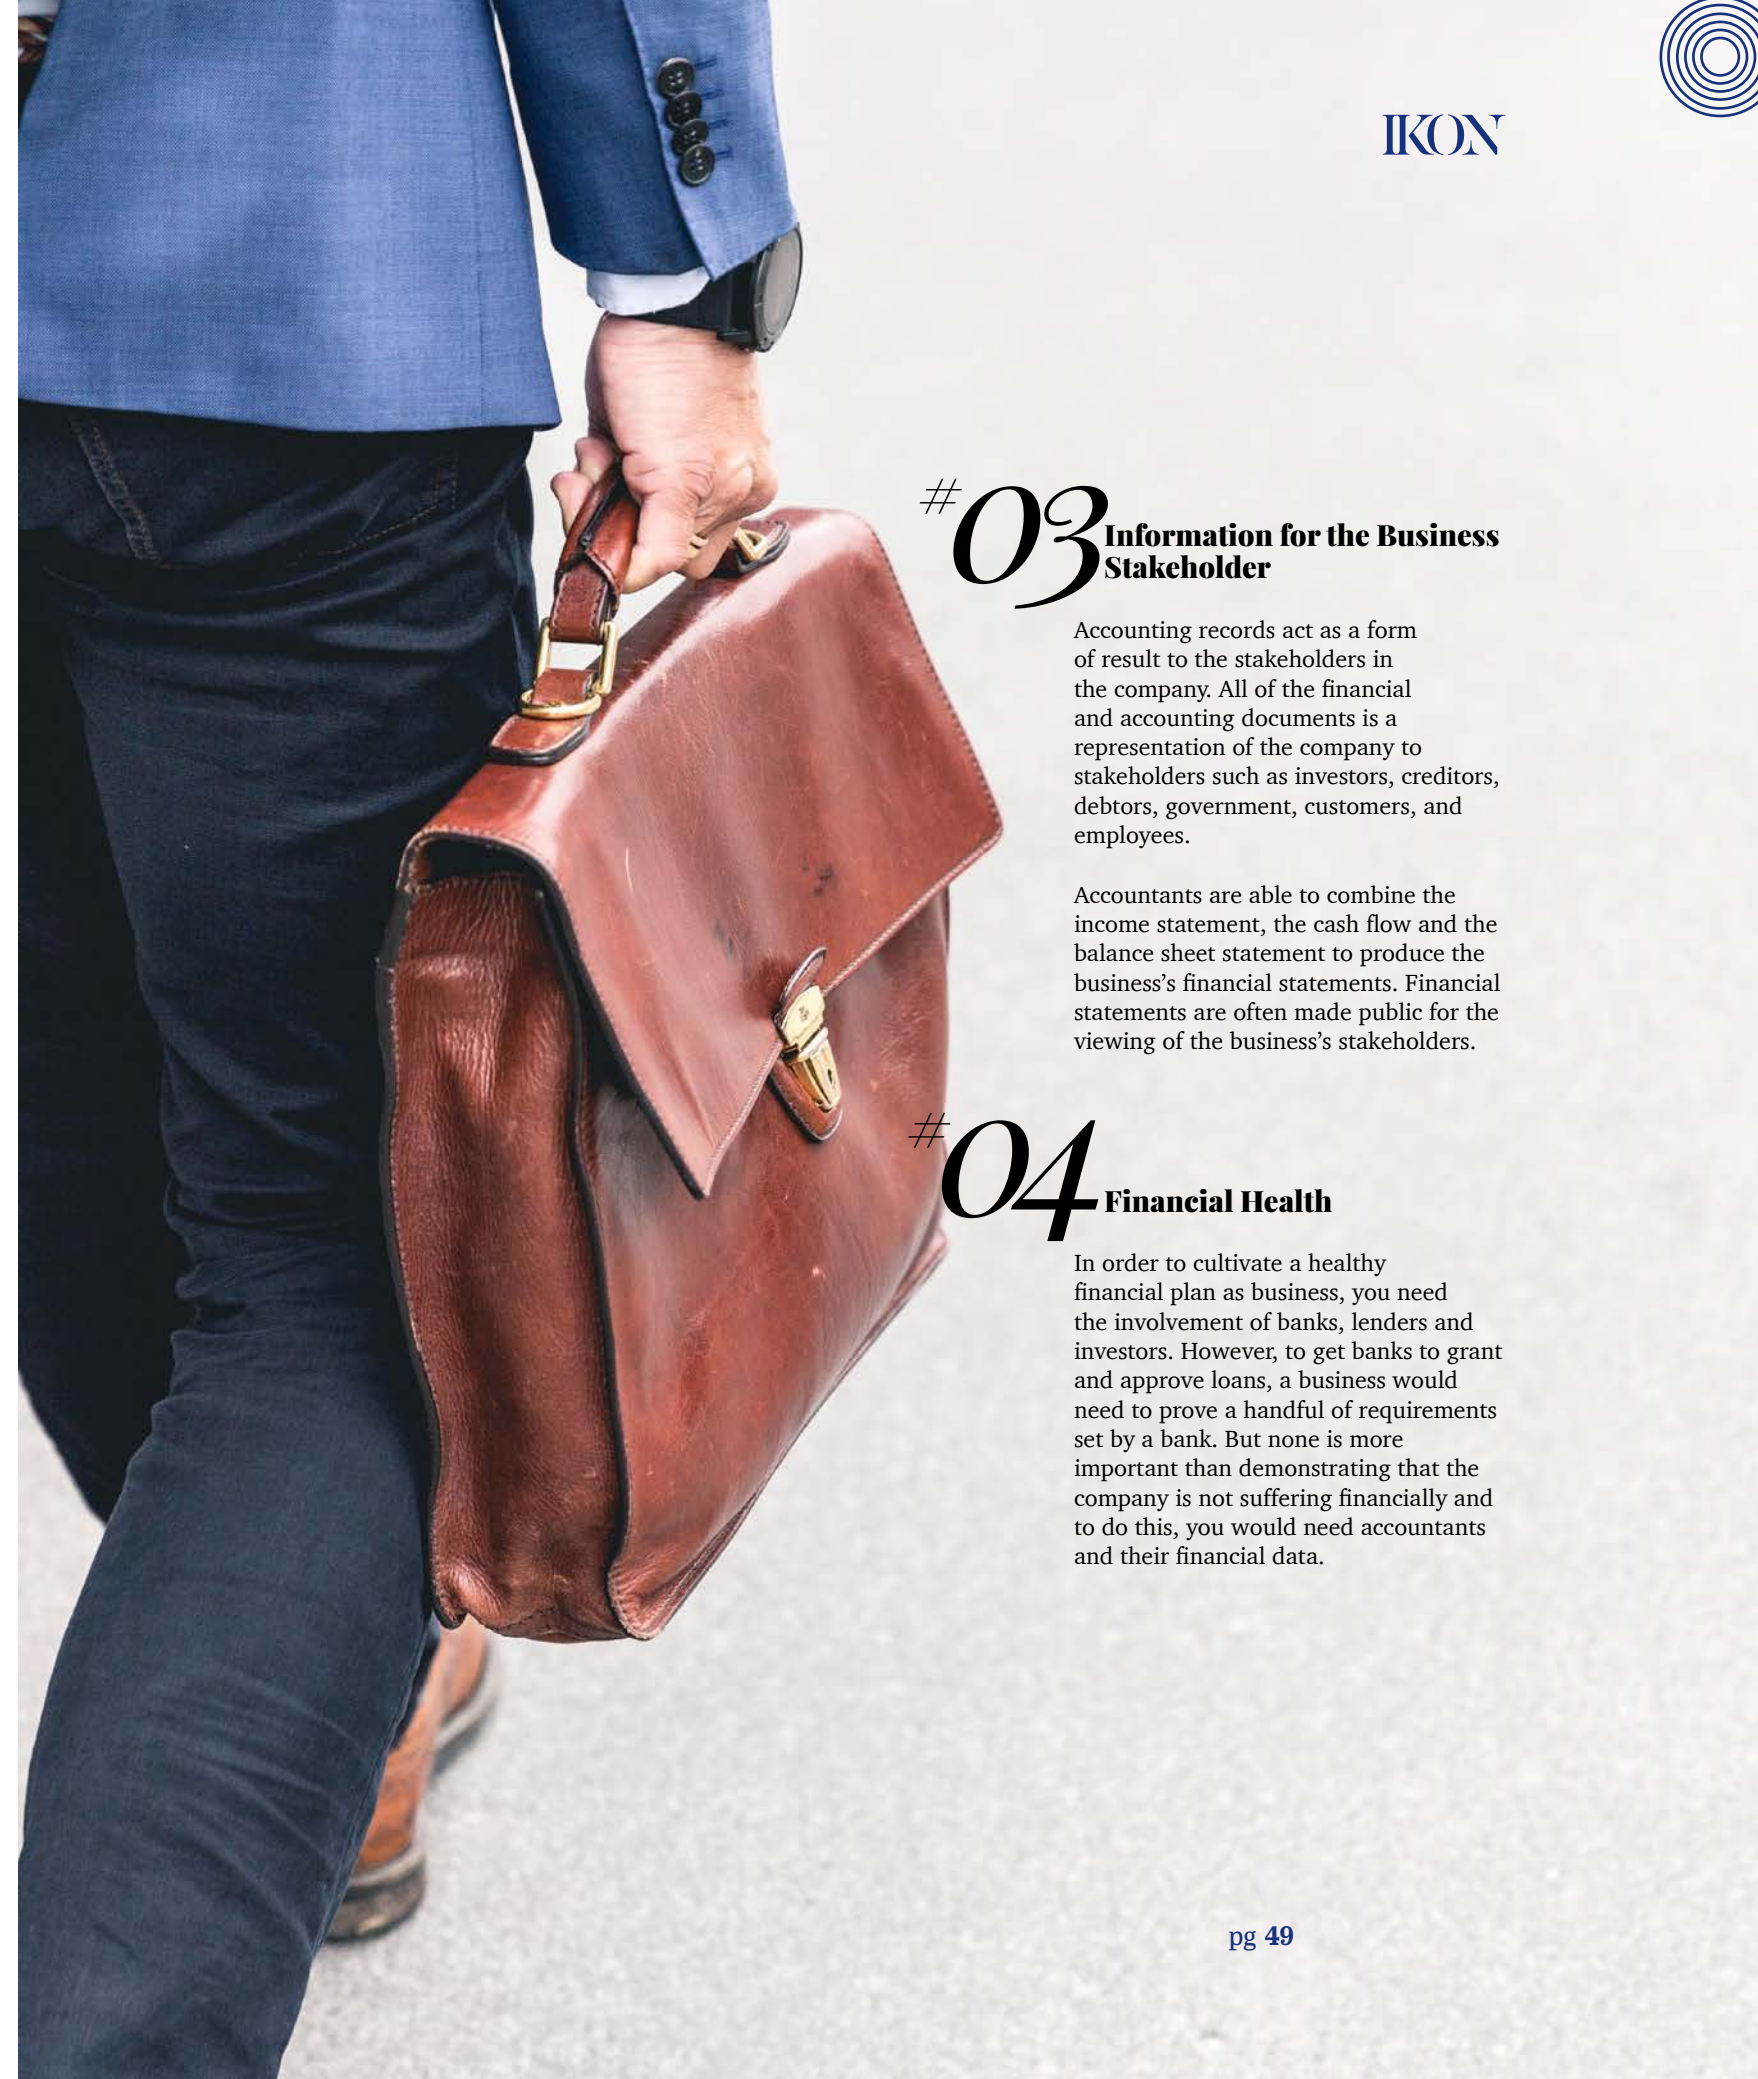 IKON
#03 Information for the Business
Stakeholder
Accounting records act as a form
of result to the stakeholders in
the company. All of the financial
and accounting documents is a
representation of the company to
stakeholders such as investors, creditors,
debtors, government, customers, and
employees.
Accountants are able to combine the
income statement, the cash flow and the
balance sheet statement to produce the
business’s financial statements. Financial
statements are often made public for the
viewing of the business’s stakeholders.
#04 Financial Health
In order to cultivate a healthy
financial plan as business, you need
the involvement of banks, lenders and
investors. However, to get banks to grant
and approve loans, a business would
need to prove a handful of requirements
set by a bank. But none is more
important than demonstrating that the
company is not suffering financially and
to do this, you would need accountants
and their financial data.
pg 49